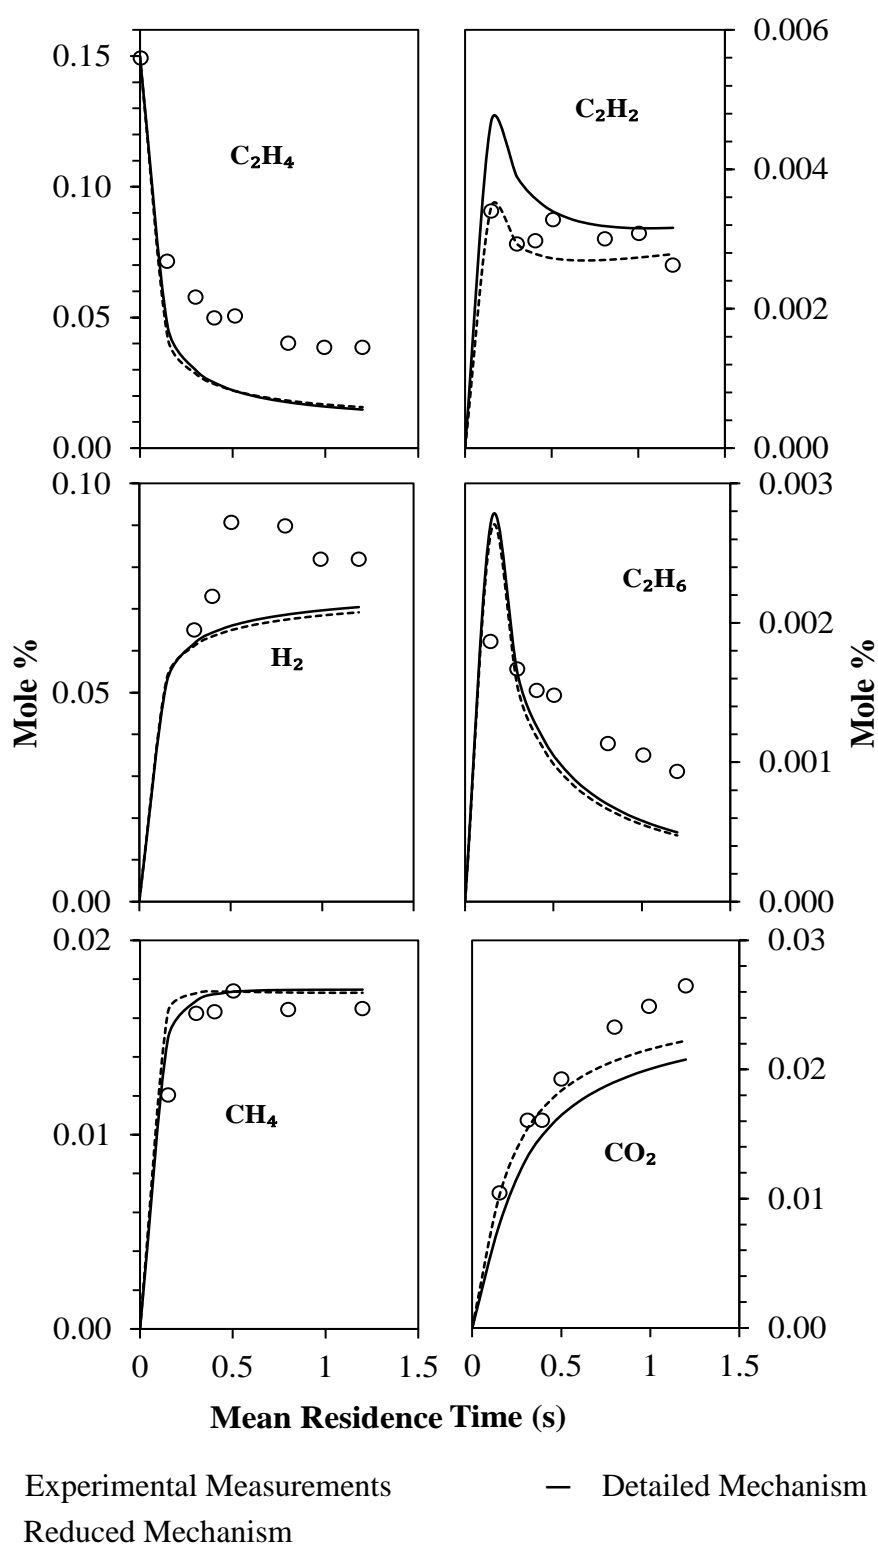 0.15
0.10
0.05
0.00
C₂H₄
0.006
0.004
0.002
0.000
C₂H₂
0.10
0.05
0.00
H₂
0.003
0.002
0.001
0.000
C₂H₆
Mole %
Mole %
0.02
0.01
0.00
CH₄
0.03
0.02
0.01
0.00
CO₂
0 0.5 1 1.5
0 0.5 1 1.5
Mean Residence Time (s)
Experimental Measurements
Detailed Mechanism
Reduced Mechanism